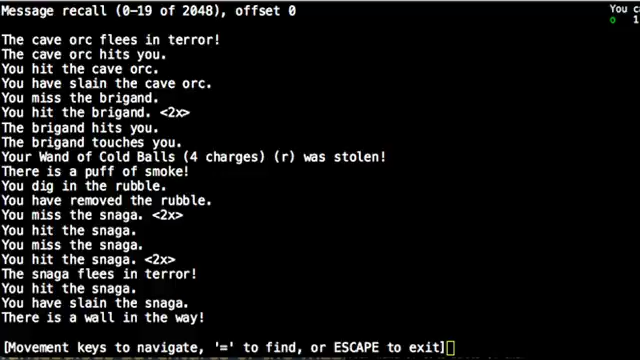 Message recall (0-19 of 2048), offset 0
You c
o 1
The cave orc flees in terror!
The cave orc hits you.
You hit the cave orc.
You have slain the cave orc.
You miss the brigand.
You hit the brigand. <2x>
The brigand hits you.
The brigand touches you.
Your Wand of Cold Balls (4 charges) (r) was stolen!
There is a puff of smoke!
You dig in the rubble.
You have removed the rubble.
You miss the snaga. <2x>
You hit the snaga.
You miss the snaga.
You hit the snaga. <2x>
The snaga flees in terror!
You hit the snaga.
You have slain the snaga.
There is a wall in the way!
[Movement keys to navigate, '=' to find, or ESCAPE to exit]